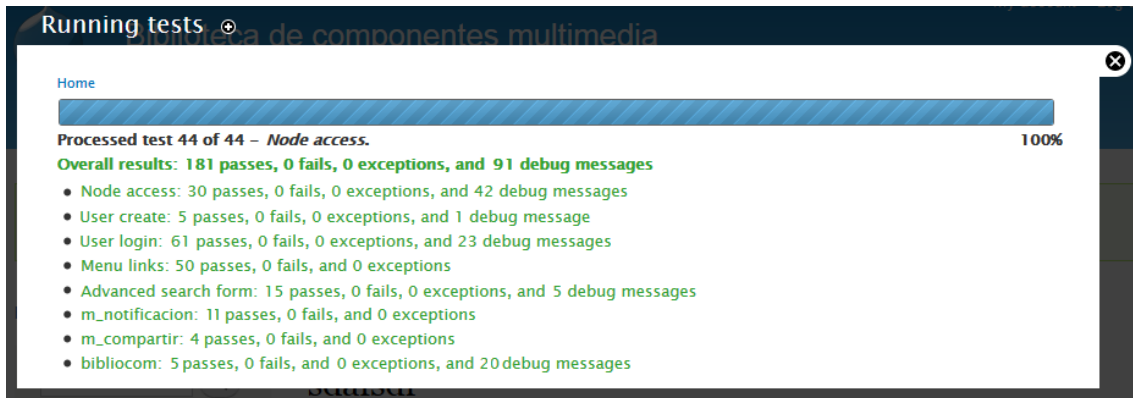 Running tests
Biblioteca de componentes multimedia
Home
Processed test 44 of 44 – Node access.
100%
Overall results: 181 passes, 0 fails, 0 exceptions, and 91 debug messages
Node access: 30 passes, 0 fails, 0 exceptions, and 42 debug messages
User create: 5 passes, 0 fails, 0 exceptions, and 1 debug message
User login: 61 passes, 0 fails, 0 exceptions, and 23 debug messages
Menu links: 50 passes, 0 fails, and 0 exceptions
Advanced search form: 15 passes, 0 fails, 0 exceptions, and 5 debug messages
m_notificacion: 11 passes, 0 fails, and 0 exceptions
m_compartir: 4 passes, 0 fails, and 0 exceptions
bibliocom: 5 passes, 0 fails, and 0 exceptions, and 20 debug messages